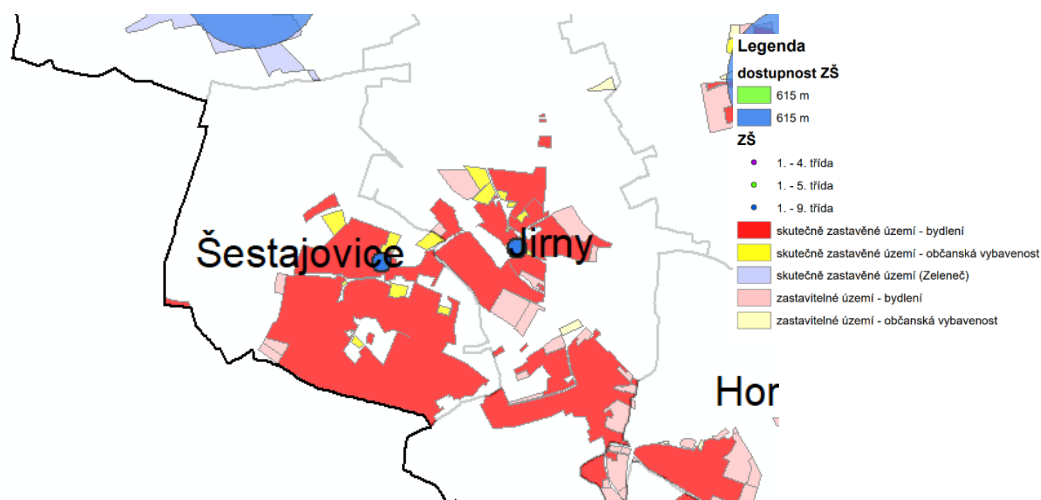 Legenda
dostupnost ZŠ
615 m
615 m
ZŠ
1. - 4. třída
1. - 5. třída
1. - 9. třída
skutečně zastavěné území - bydlení
skutečně zastavěné území - občanská vybavenost
skutečně zastavěné území (Zeleneč)
zastavitelné území - bydlení
zastavitelné území - občanská vybavenost
Šestajovice
jirny
Hor